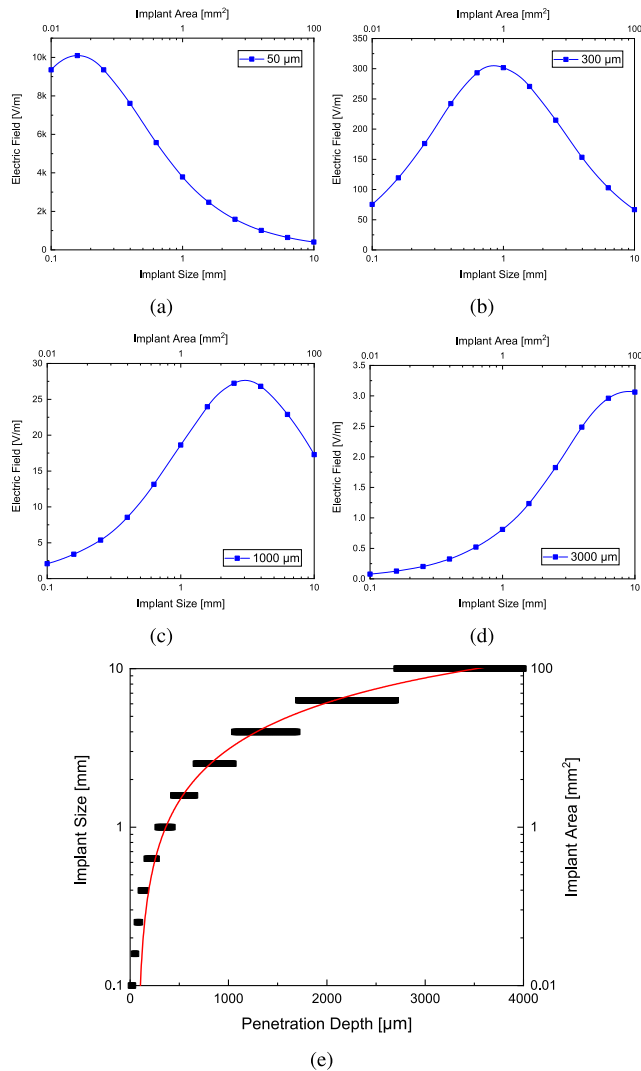 Implant Area [mm²]
0.01 1 100
10k
8k
6k
4k
2k
0
Electric Field [V/m]
50 µm
0.1 1 10
Implant Size [mm]
(a)
Implant Area [mm²]
0.01 1 100
350
300
250
200
150
100
50
0
Electric Field [V/m]
300 µm
0.1 1 10
Implant Size [mm]
(b)
Implant Area [mm²]
0.01 1 100
30
25
20
15
10
5
0
Electric Field [V/m]
1000 µm
0.1 1 10
Implant Size [mm]
(c)
Implant Area [mm²]
0.01 1 100
3.5
3.0
2.5
2.0
1.5
1.0
0.5
0.0
Electric Field [V/m]
3000 µm
0.1 1 10
Implant Size [mm]
(d)
10
1
0.1
Implant Size [mm]
100
1
0.01
Implant Area [mm²]
0 1000 2000 3000 4000
Penetration Depth [µm]
(e)